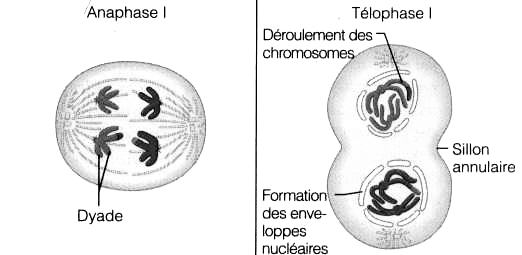 Anaphase I
Dyade
Télophase I
Déroulement des
chromosomes
Sillon
annulaire
Formation
des enve-
loppes
nucléaires